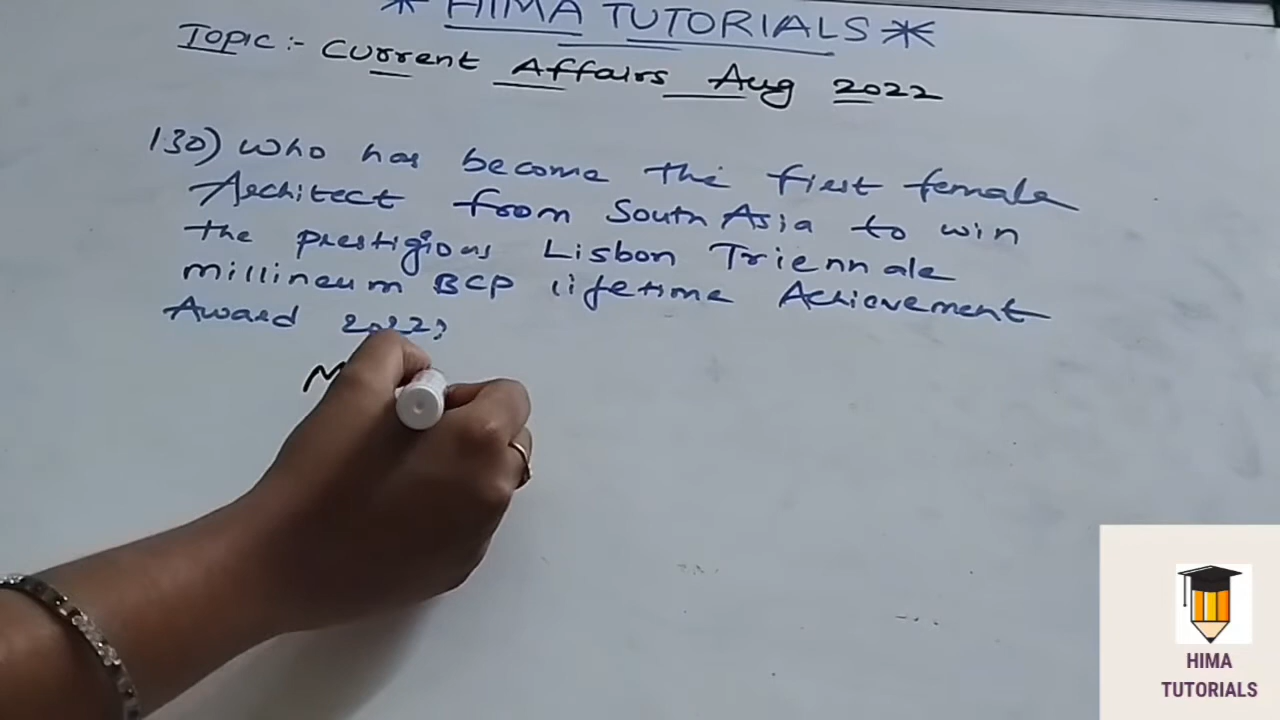 * HIMA TUTORIALS *
Topic :- Current Affairs Aug 2022
130) Who has become the first female
Architect from South Asia to win
the prestigious Lisbon Triennale
millineum BCP lifetime Achievement
Award 2022?
M
HIMA
TUTORIALS